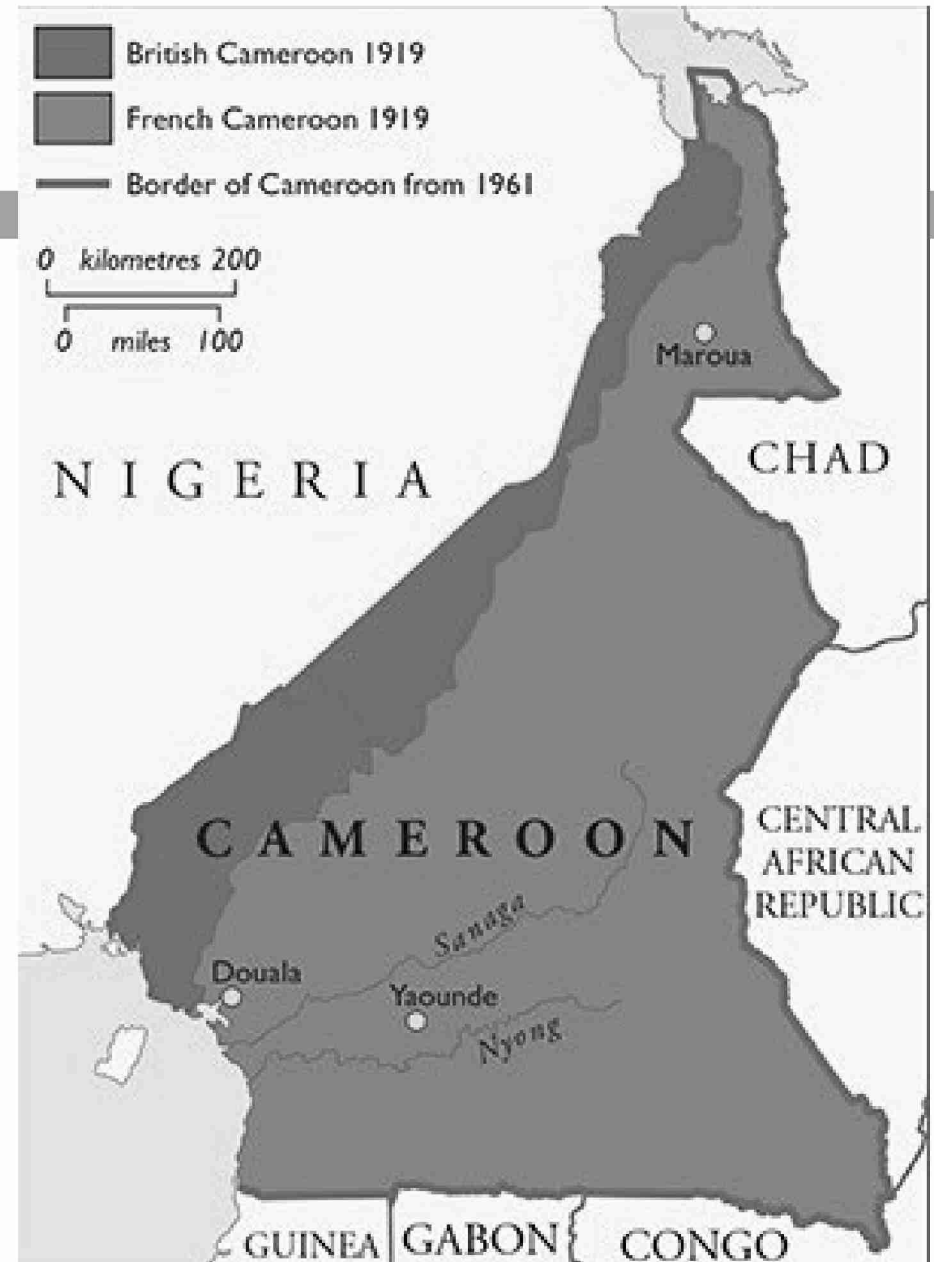 British Cameroon 1919
French Cameroon 1919
Border of Cameroon from 1961
0 kilometres 200
0 miles 100
Maroua
NIGERIA
CHAD
CAMEROON
CENTRAL
AFRICAN
REPUBLIC
Sanaga
Douala
Yaounde
Nyong
GUINEA
GABON
CONGO